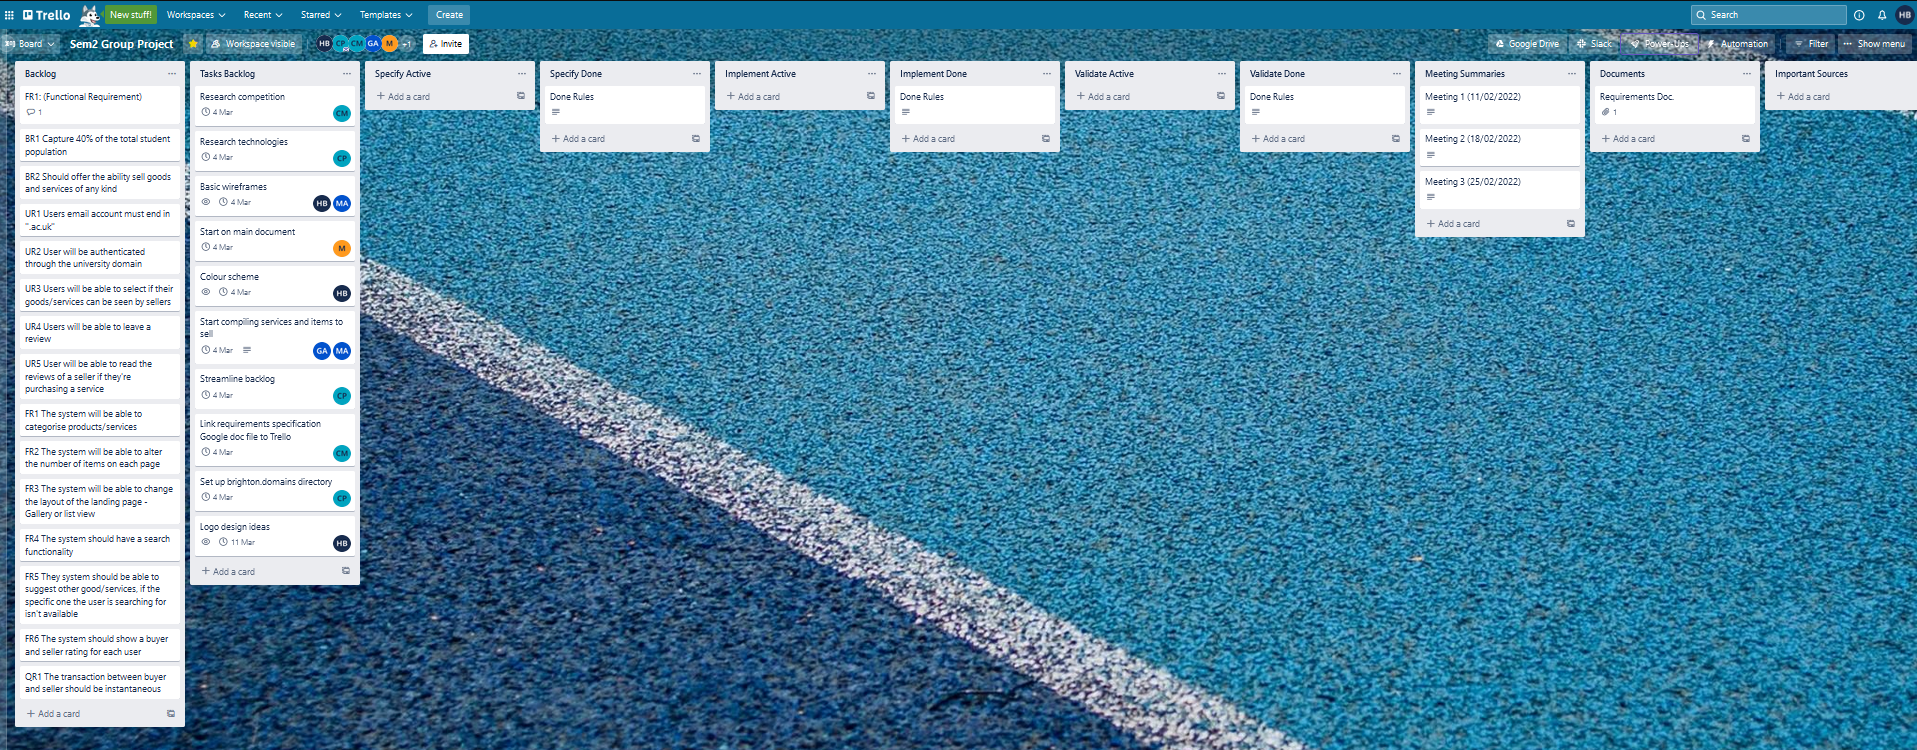 Trello
New stuff!
Workspaces
Recent
Starred
Templates
Create
Search
HB
Board
Sem2 Group Project
Workspace visible
HB
CP
CM
GA
M
+1
Invite
Google Drive
Slack
Power-Ups
Automation
Filter
Show menu
Backlog
FR1: (Functional Requirement)
1
BR1 Capture 40% of the total student
population
BR2 Should offer the ability sell goods
and services of any kind
UR1 Users email account must end in
".ac.uk"
UR2 User will be authenticated
through the university domain
UR3 Users will be able to select if their
goods/services can be seen by sellers
UR4 Users will be able to leave a
review
UR5 User will be able to read the
reviews of a seller if they're
purchasing a service
FR1 The system will be able to
categorise products/services
FR2 The system will be able to alter
the number of items on each page
FR3 The system will be able to change
the layout of the landing page -
Gallery or list view
FR4 The system should have a search
functionality
FR5 They system should be able to
suggest other good/services, if the
specific one the user is searching for
isn't available
FR6 The system should show a buyer
and seller rating for each user
QR1 The transaction between buyer
and seller should be instantaneous
+ Add a card
Tasks Backlog
Research competition
4 Mar
CM
Research technologies
4 Mar
CP
Basic wireframes
4 Mar
HB MA
Start on main document
4 Mar
M
Colour scheme
4 Mar
HB
Start compiling services and items to
sell
4 Mar
GA MA
Streamline backlog
4 Mar
CP
Link requirements specification
Google doc file to Trello
4 Mar
CM
Set up brighton.domains directory
4 Mar
CP
Logo design ideas
11 Mar
HB
+ Add a card
Specify Active
+ Add a card
Specify Done
Done Rules
+ Add a card
Implement Active
+ Add a card
Implement Done
Done Rules
+ Add a card
Validate Active
+ Add a card
Validate Done
Done Rules
+ Add a card
Meeting Summaries
Meeting 1 (11/02/2022)
Meeting 2 (18/02/2022)
Meeting 3 (25/02/2022)
+ Add a card
Documents
Requirements Doc.
1
+ Add a card
Important Sources
+ Add a card